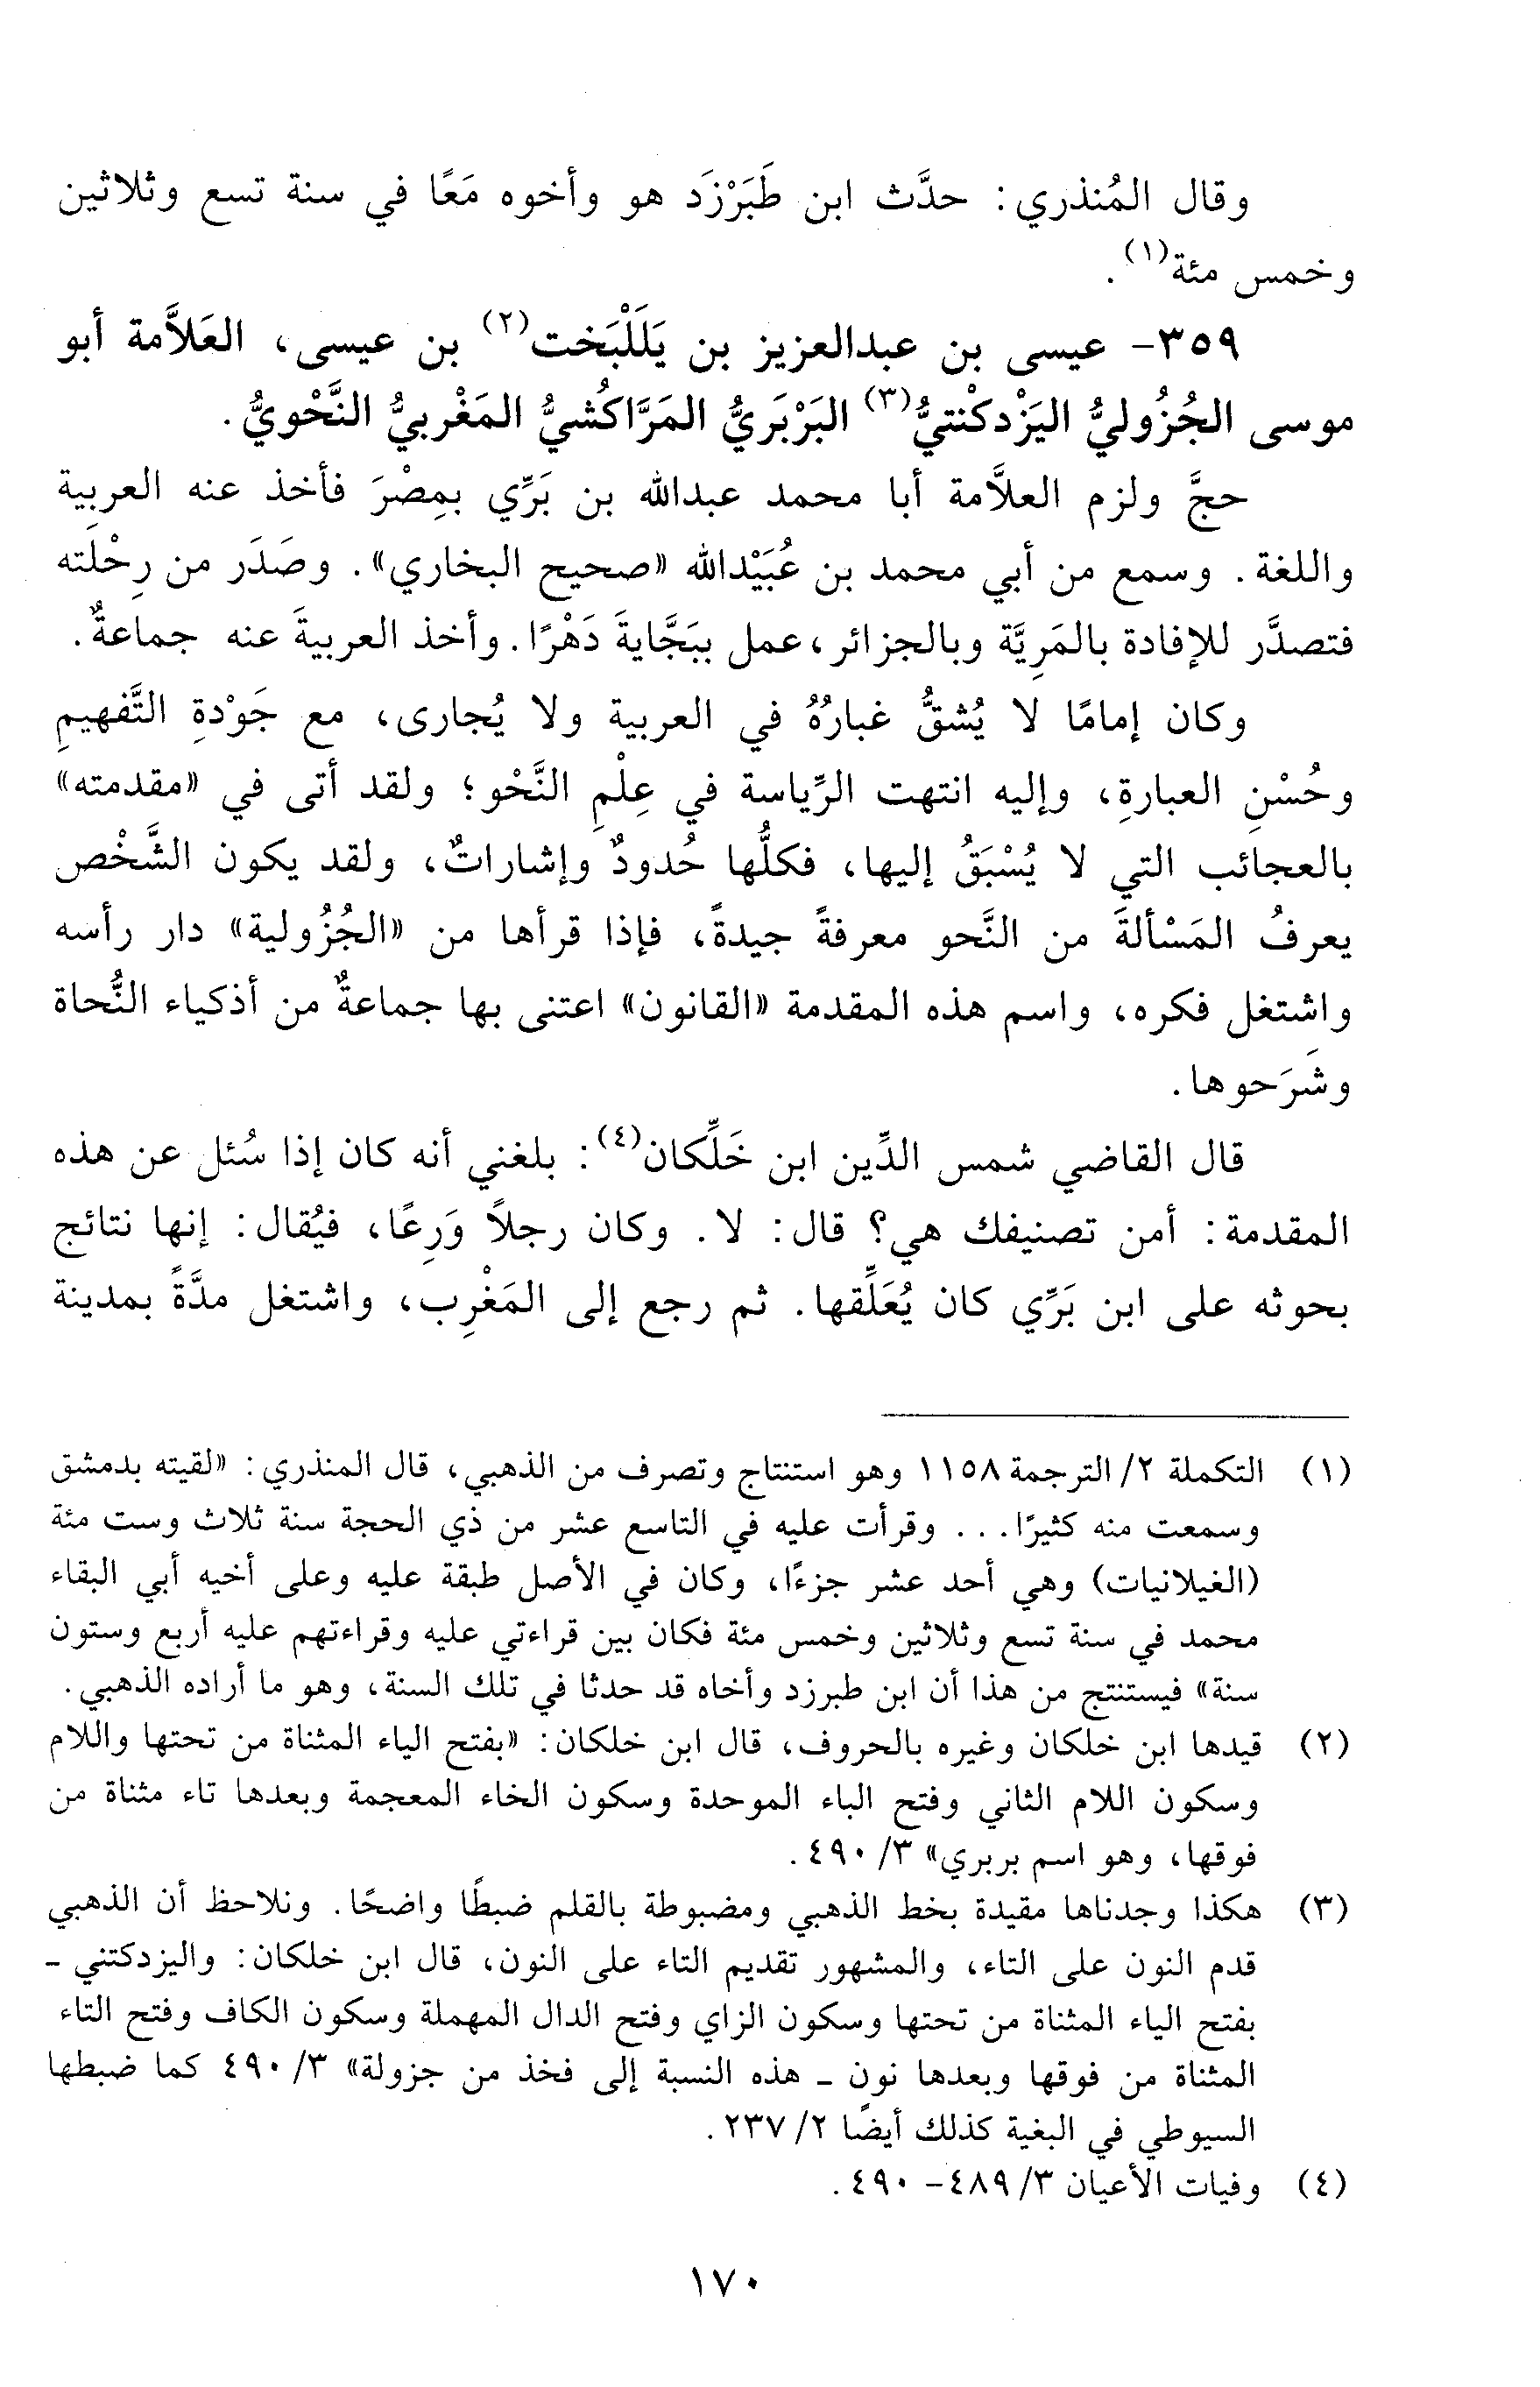 وقال المُنذري: حدَّث ابن طَبَرْزَد هو وأخوه مَعًا في سنة تسع وثلاثين
وخمس مئة(١).
٣٥٩- عيسى بن عبدالعزيز بن يَلَلْبَخت(٢) بن عيسى، العَلاَّمة أبو
موسى الجُزُوليُّ اليَزْدكْنتيُّ(٣) البَرْبَريُّ المَرَّاكُشيُّ المَغْربيُّ النَّحْويُّ.
حجَّ ولزم العلاَّمة أبا محمد عبدالله بن بَرِّي بمِصْرَ فأخذ عنه العربية
واللغة. وسمع من أبي محمد بن عُبَيْدالله «صحيح البخاري». وصَدَر من رِحْلَته
فتصدَّر للإفادة بالمَرِيَّة وبالجزائر، عمل ببَجَّايةَ دَهْرًا. وأخذ العربيةَ عنه جماعةٌ.
وكان إمامًا لا يُشقُّ غبارُهُ في العربية ولا يُجارى، مع جَوْدةِ التَّفهيمِ
وحُسْنِ العبارةِ، وإليه انتهت الرِّياسة في عِلْمِ النَّحْو؛ ولقد أتى في «مقدمته»
بالعجائب التي لا يُسْبَقُ إليها، فكلُّها حُدودٌ وإشاراتٌ، ولقد يكون الشَّخْص
يعرفُ المَسْألةَ من النَّحو معرفةً جيدةً، فإذا قرأها من «الجُزُولية» دار رأسه
واشتغل فكره، واسم هذه المقدمة «القانون» اعتنى بها جماعةٌ من أذكياء النُّحاة
وشَرَحوها.
قال القاضي شمس الدِّين ابن خَلِّكان(٤): بلغني أنه كان إذا سُئل عن هذه
المقدمة: أمن تصنيفك هي؟ قال: لا. وكان رجلاً وَرِعًا، فيُقال: إنها نتائج
بحوثه على ابن بَرِّي كان يُعَلِّقها. ثم رجع إلى المَغْرِب، واشتغل مدَّةً بمدينة
(١) التكملة ٢/ الترجمة ١١٥٨ وهو استنتاج وتصرف من الذهبي، قال المنذري: «لقيته بدمشق
وسمعت منه كثيرًا... وقرأت عليه في التاسع عشر من ذي الحجة سنة ثلاث وست مئة
(الغيلانيات) وهي أحد عشر جزءًا، وكان في الأصل طبقة عليه وعلى أخيه أبي البقاء
محمد في سنة تسع وثلاثين وخمس مئة فكان بين قراءتي عليه وقراءتهم عليه أربع وستون
سنة» فيستنتج من هذا أن ابن طبرزد وأخاه قد حدثا في تلك السنة، وهو ما أراده الذهبي.
(٢) قيدها ابن خلكان وغيره بالحروف، قال ابن خلكان: «بفتح الياء المثناة من تحتها واللام
وسكون اللام الثاني وفتح الباء الموحدة وسكون الخاء المعجمة وبعدها تاء مثناة من
فوقها، وهو اسم بربري» ٣/ ٤٩٠.
(٣) هكذا وجدناها مقيدة بخط الذهبي ومضبوطة بالقلم ضبطًا واضحًا. ونلاحظ أن الذهبي
قدم النون على التاء، والمشهور تقديم التاء على النون، قال ابن خلكان: واليزدكتني -
بفتح الياء المثناة من تحتها وسكون الزاي وفتح الدال المهملة وسكون الكاف وفتح التاء
المثناة من فوقها وبعدها نون - هذه النسبة إلى فخذ من جزولة» ٣/ ٤٩٠ كما ضبطها
السيوطي في البغية كذلك أيضًا ٢/ ٢٣٧.
(٤) وفيات الأعيان ٣/ ٤٨٩- ٤٩٠.
١٧٠